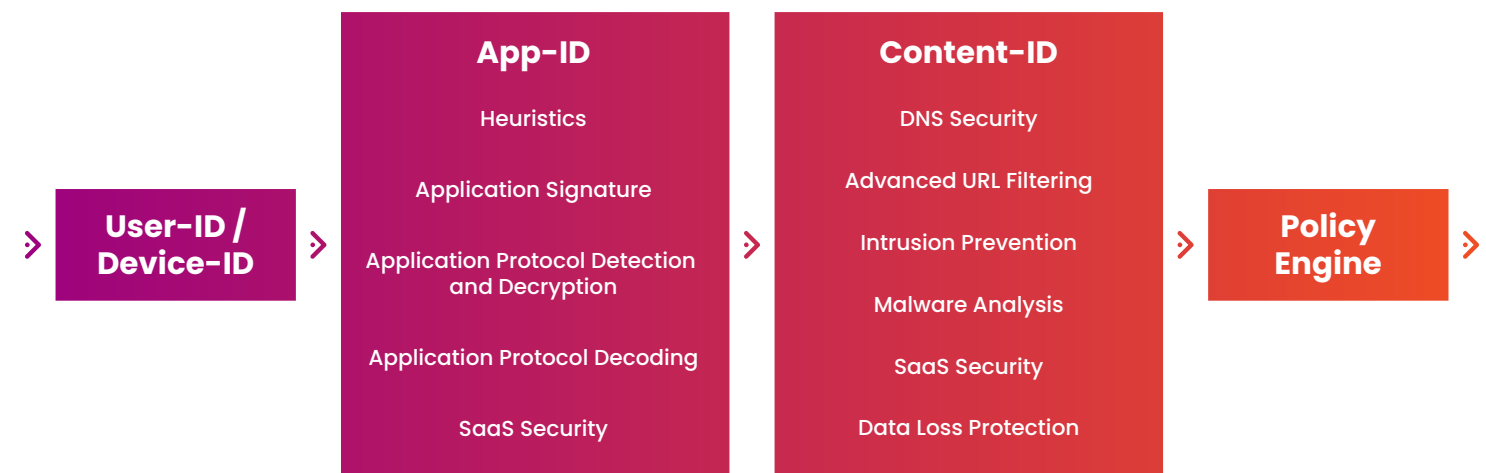 User-ID /
Device-ID
App-ID
Heuristics
Application Signature
Application Protocol Detection
and Decryption
Application Protocol Decoding
SaaS Security
Content-ID
DNS Security
Advanced URL Filtering
Intrusion Prevention
Malware Analysis
SaaS Security
Data Loss Protection
Policy
Engine